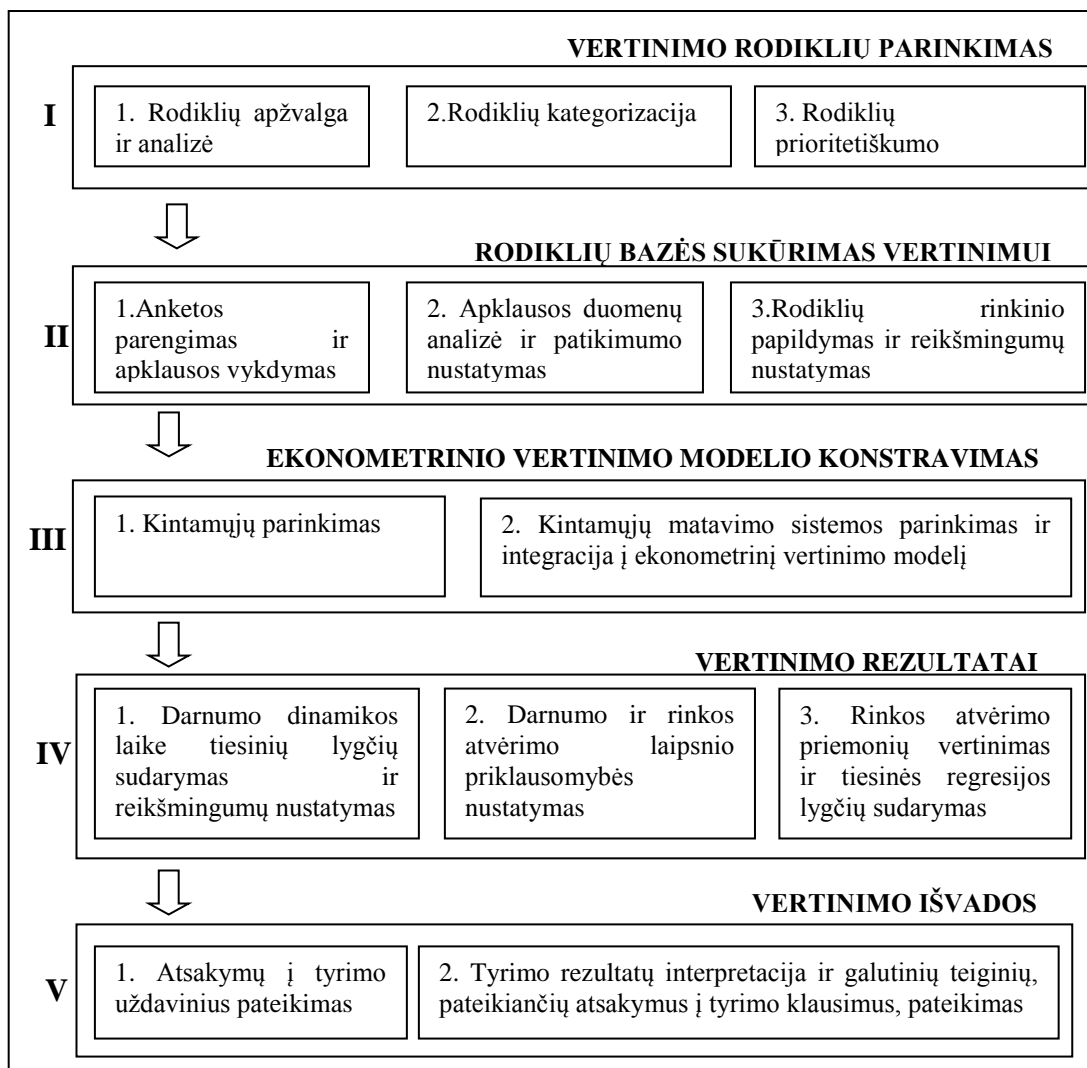 VERTINIMO RODIKLIŲ PARINKIMAS
I
1. Rodiklių apžvalga
ir analizė
2.Rodiklių kategorizacija
3. Rodiklių
prioritetiškumo
RODIKLIŲ BAZĖS SUKŪRIMAS VERTINIMUI
II
1.Anketos
parengimas ir
apklausos vykdymas
2. Apklausos duomenų
analizė ir patikimumo
nustatymas
3.Rodiklių rinkinio
papildymas ir reikšmingumų
nustatymas
EKONOMETRINIO VERTINIMO MODELIO KONSTRAVIMAS
III
1. Kintamųjų parinkimas
2. Kintamųjų matavimo sistemos parinkimas ir
integracija į ekonometrinį vertinimo modelį
VERTINIMO REZULTATAI
IV
1. Darnumo dinamikos
laike tiesinių lygčių
sudarymas ir
reikšmingumų nustatymas
2. Darnumo ir rinkos
atvėrimo laipsnio
priklausomybės
nustatymas
3. Rinkos atvėrimo
priemonių vertinimas
ir tiesinės regresijos
lygčių sudarymas
VERTINIMO IŠVADOS
V
1. Atsakymų į tyrimo
uždavinius pateikimas
2. Tyrimo rezultatų interpretacija ir galutinių teiginių,
pateikiančių atsakymus į tyrimo klausimus, pateikimas